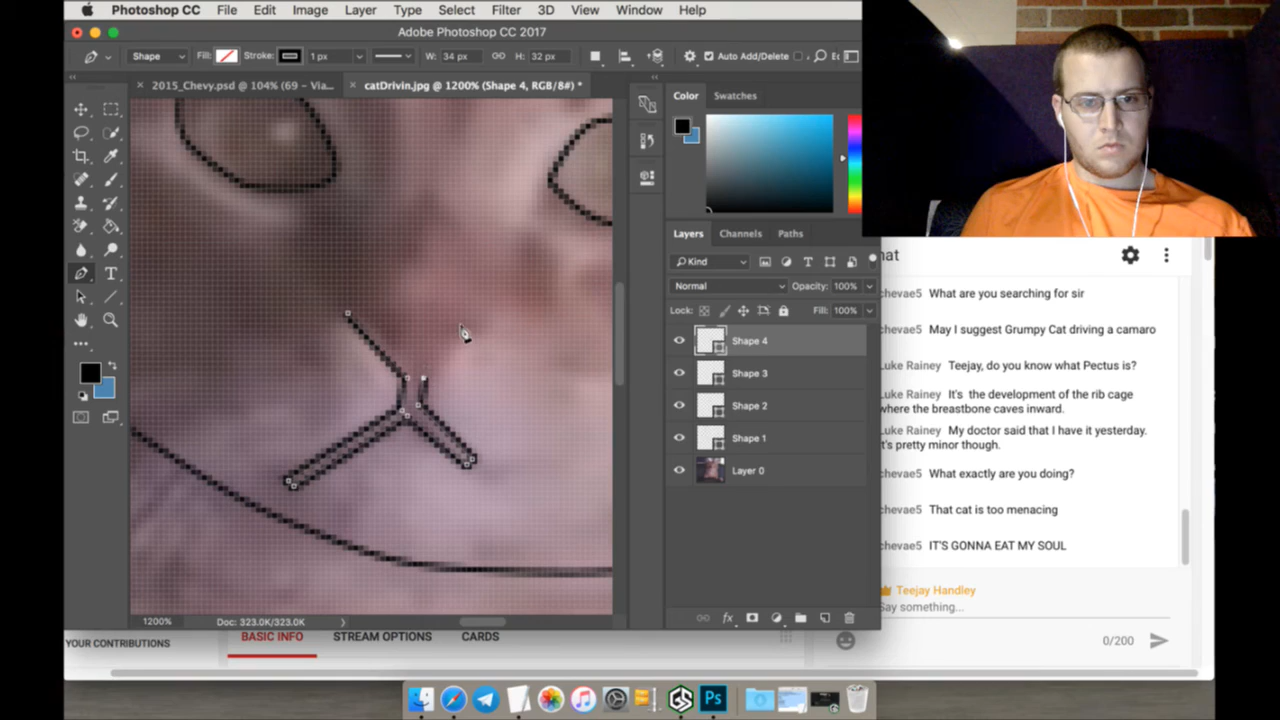 Photoshop CC File Edit Image Layer Type Select Filter 3D View Window Help
Adobe Photoshop CC 2017
Shape Fill: Stroke: 1 px W: 34 px H: 32 px Auto Add/Delete
2015_Chevy.psd @ 104% (69 – Va... catDrivin.jpg @ 1200% (Shape 4, RGB/8#) *
Color Swatches
Layers Channels Paths
Kind
Normal Opacity: 100%
Lock: Fill: 100%
Shape 4
Shape 3
Shape 2
Shape 1
Layer 0
1200% Doc: 323.0K/323.0K
YOUR CONTRIBUTIONS BASIC INFO STREAM OPTIONS CARDS
hat
chevae5 What are you searching for sir
chevae5 May I suggest Grumpy Cat driving a camaro
Luke Rainey Teejay, do you know what Pectus is?
Luke Rainey It's the development of the rib cage
where the breastbone caves inward.
Luke Rainey My doctor said that I have it yesterday.
t's pretty minor though.
chevae5 What exactly are you doing?
chevae5 That cat is too menacing
chevae5 IT'S GONNA EAT MY SOUL
Teejay Handley
Say something...
0/200
Ps